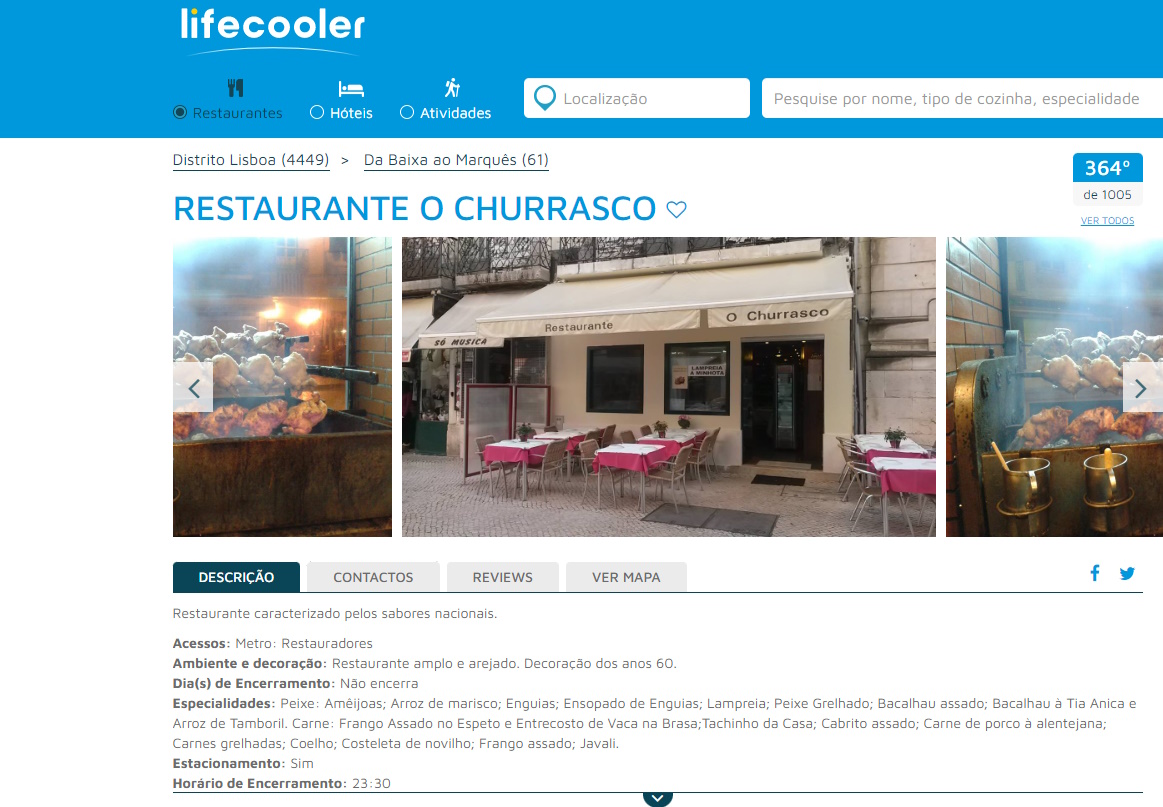 lifecooler
Restaurantes
Hóteis
Atividades
Localização
Pesquise por nome, tipo de cozinha, especialidade
Distrito Lisboa (4449) > Da Baixa ao Marquês (61)
364º
de 1005
VER TODOS
RESTAURANTE O CHURRASCO
SÓ MUSICA
Restaurante
O Churrasco
LAMPREIA
À MINHOTA
DESCRIÇÃO
CONTACTOS
REVIEWS
VER MAPA
Restaurante caracterizado pelos sabores nacionais.
Acessos: Metro: Restauradores
Ambiente e decoração: Restaurante amplo e arejado. Decoração dos anos 60.
Dia(s) de Encerramento: Não encerra
Especialidades: Peixe: Amêijoas; Arroz de marisco; Enguias; Ensopado de Enguias; Lampreia; Peixe Grelhado; Bacalhau assado; Bacalhau à Tia Anica e
Arroz de Tamboril. Carne: Frango Assado no Espeto e Entrecosto de Vaca na Brasa;Tachinho da Casa; Cabrito assado; Carne de porco à alentejana;
Carnes grelhadas; Coelho; Costeleta de novilho; Frango assado; Javali.
Estacionamento: Sim
Horário de Encerramento: 23:30